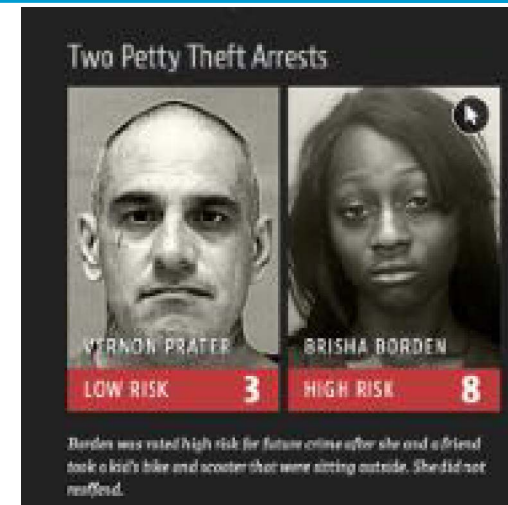 Two Petty Theft Arrests
VERNON PRATER
BRISHA BORDEN
LOW RISK 3
HIGH RISK 8
Borden was rated high risk for future crime after she and a friend
took a kid's bike and scooter that were sitting outside. She did not
reoffend.